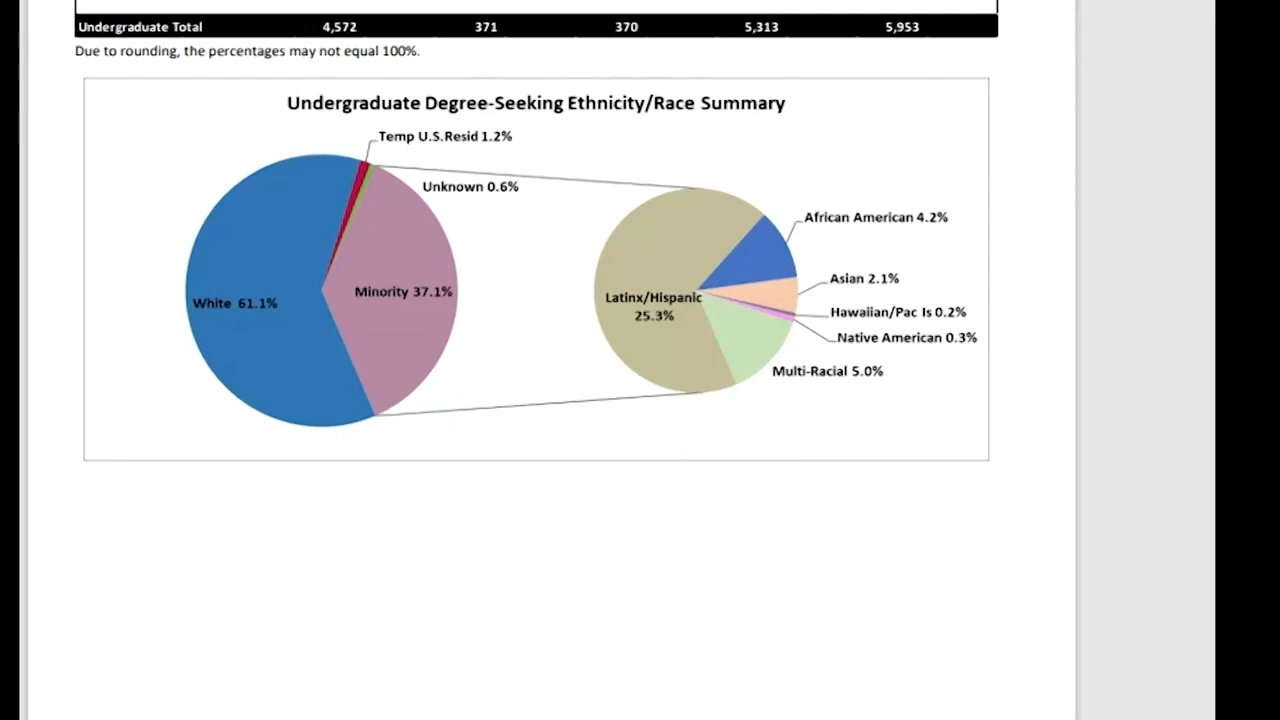 Undergraduate Total 4,572 371 370 5,313 5,953
Due to rounding, the percentages may not equal 100%.
Undergraduate Degree-Seeking Ethnicity/Race Summary
Temp U.S.Resid 1.2%
Unknown 0.6%
White 61.1%
Minority 37.1%
African American 4.2%
Asian 2.1%
Latinx/Hispanic
25.3%
Hawaiian/Pac Is 0.2%
Native American 0.3%
Multi-Racial 5.0%